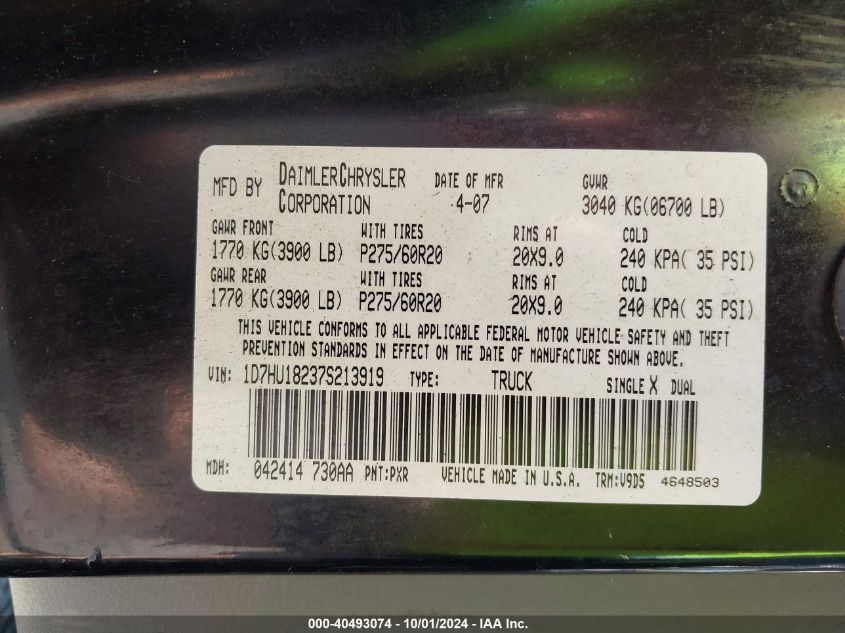 MFD BY DAIMLERCHRYSLER CORPORATION DATE OF MFR 4-07 GVWR 3040 KG(06700 LB)
GAWR FRONT WITH TIRES RIMS AT COLD
1770 KG(3900 LB) P275/60R20 20X9.0 240 KPA( 35 PSI)
GAWR REAR WITH TIRES RIMS AT COLD
1770 KG(3900 LB) P275/60R20 20X9.0 240 KPA( 35 PSI)
THIS VEHICLE CONFORMS TO ALL APPLICABLE FEDERAL MOTOR VEHICLE SAFETY AND THEFT
PREVENTION STANDARDS IN EFFECT ON THE DATE OF MANUFACTURE SHOWN ABOVE.
VIN: 1D7HU18237S213919 TYPE: TRUCK SINGLE X DUAL
MDH: 042414 730AA PNT:PXR VEHICLE MADE IN U.S.A. TRM:V9D5 4648503
000-40493074 - 10/01/2024 - IAA Inc.